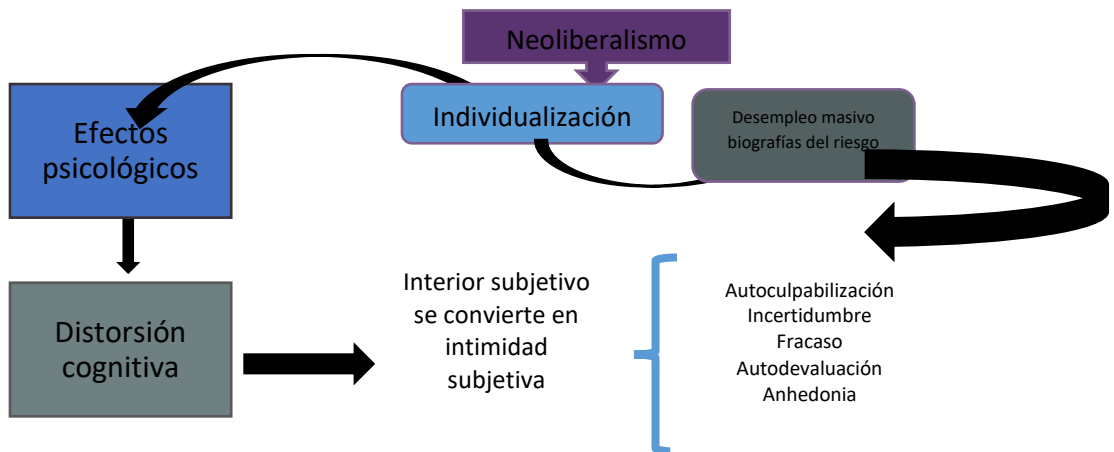 Neoliberalismo
Individualización
Desempleo masivo
biografías del riesgo
Efectos
psicológicos
Distorsión
cognitiva
Interior subjetivo
se convierte en
intimidad
subjetiva
Autoculpabilización
Incertidumbre
Fracaso
Autodevaluación
Anhedonia